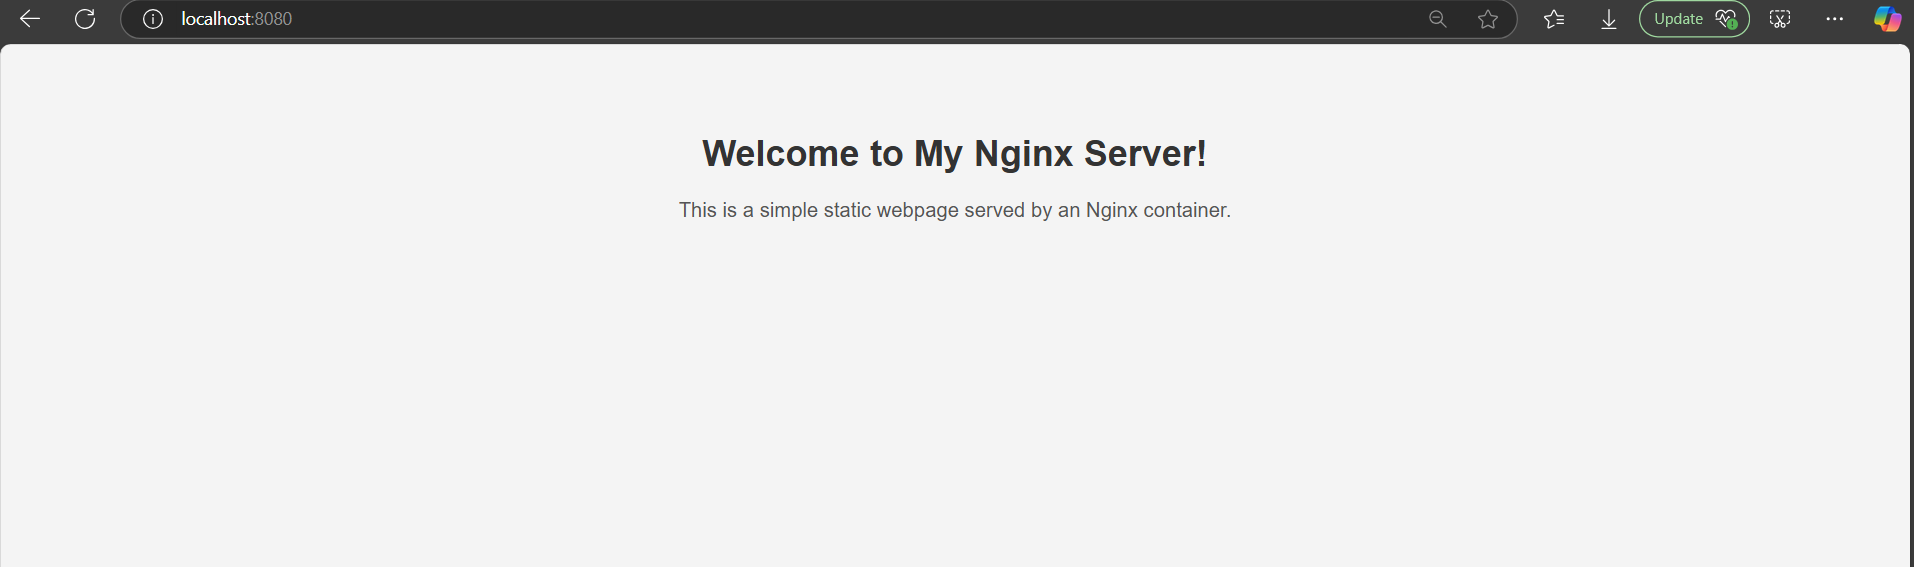 localhost:8080
Update
Welcome to My Nginx Server!
This is a simple static webpage served by an Nginx container.